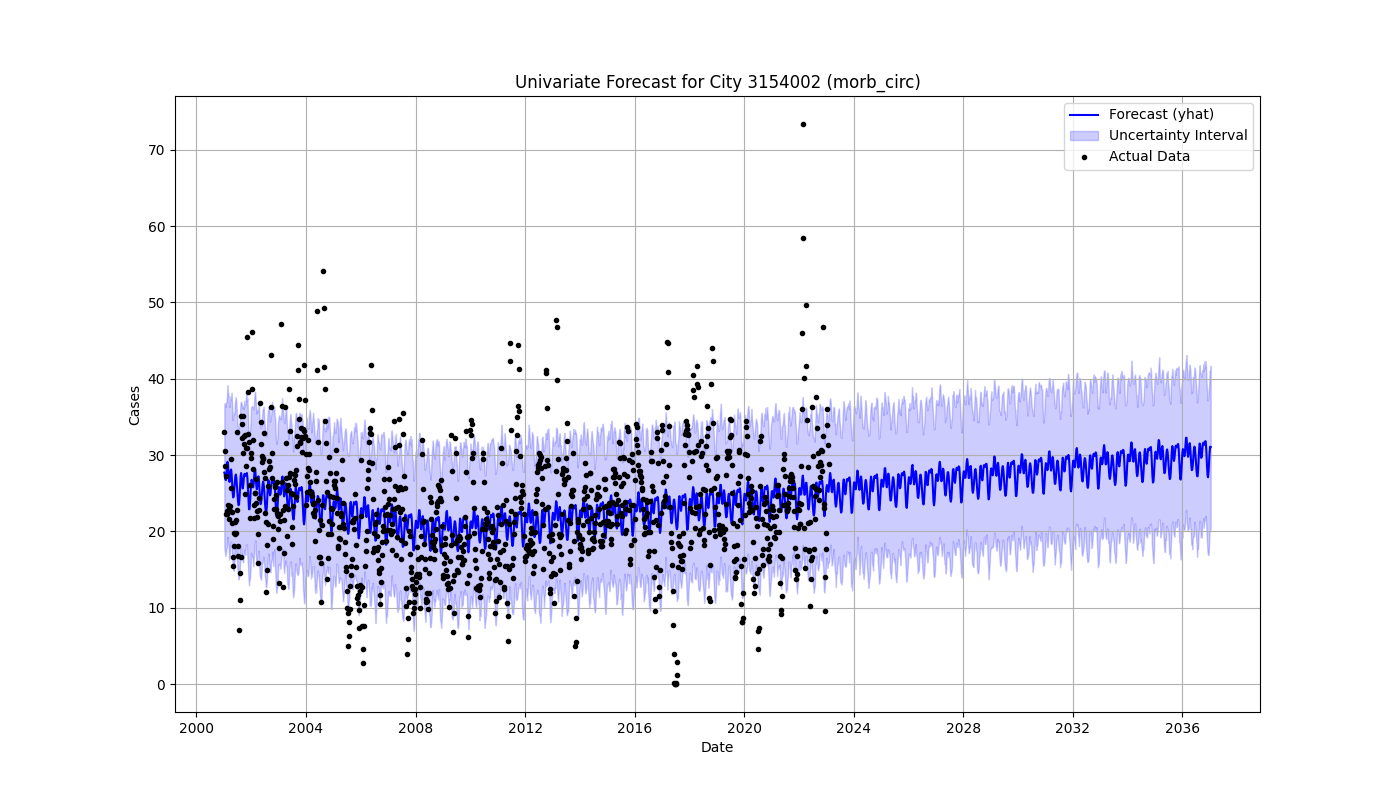 Univariate Forecast for City 3154002 (morb_circ)
Forecast (yhat)
Uncertainty Interval
Actual Data
Cases
70
60
50
40
30
20
10
0
2000 2004 2008 2012 2016 2020 2024 2028 2032 2036
Date